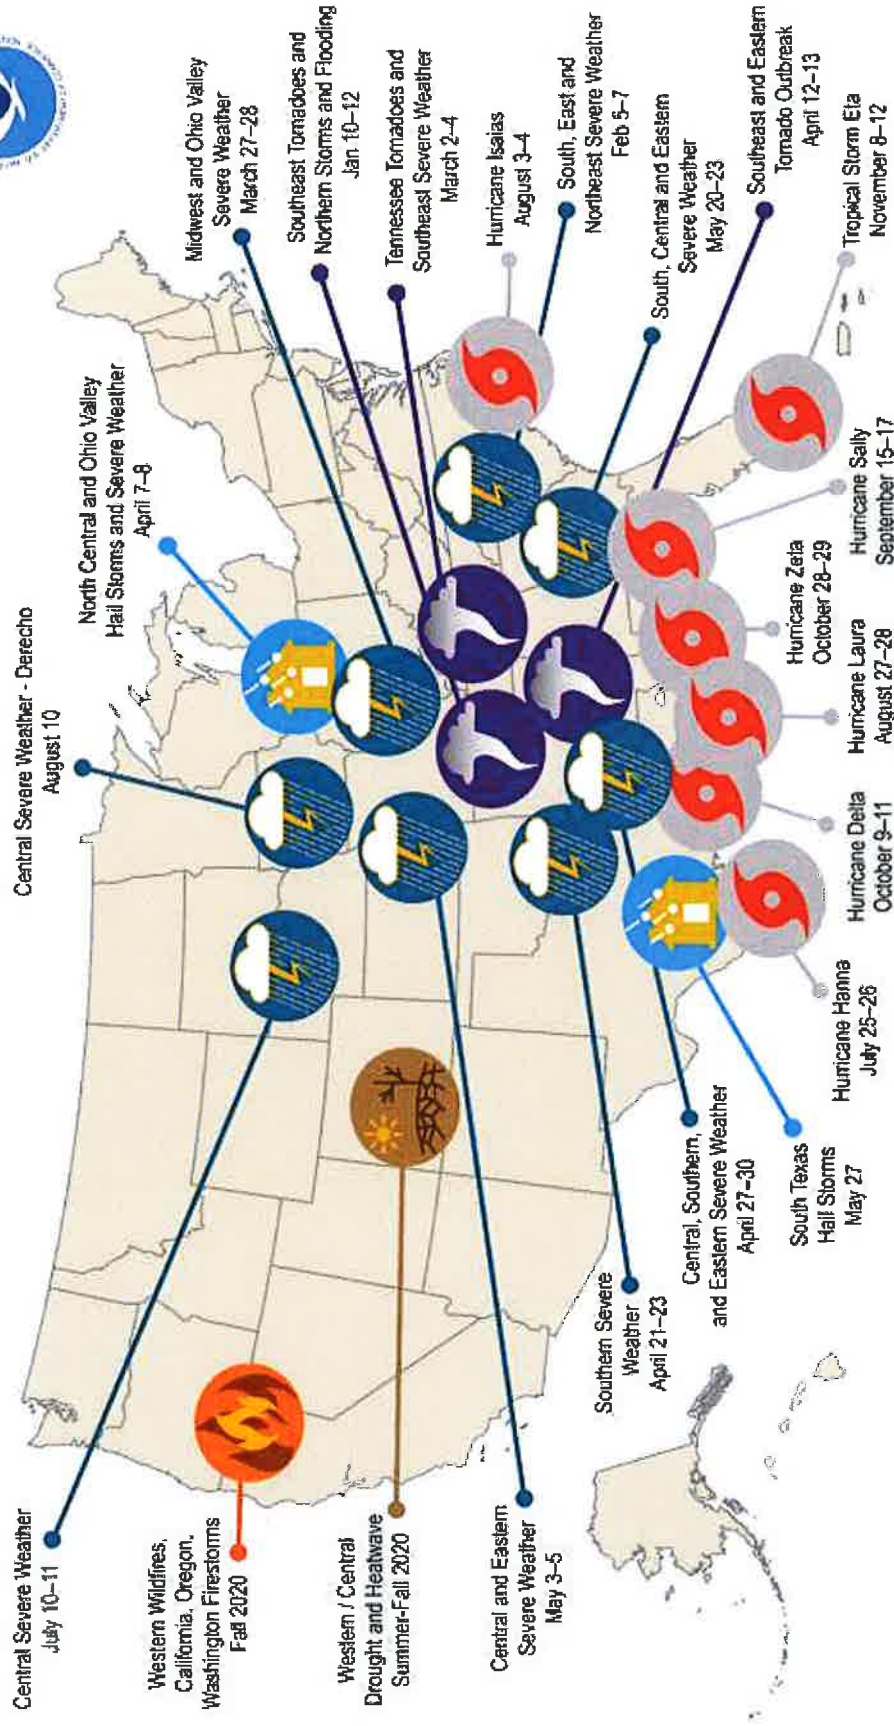 Central Severe Weather
July 10–11
Western Wildfires,
California, Oregon,
Washington Firestorms
Fall 2020
Western / Central
Drought and Heatwave
Summer-Fall 2020
Central and Eastern
Severe Weather
May 3–5
Central Severe Weather - Derecho
August 10
North Central and Ohio Valley
Hail Storms and Severe Weather
April 7–8
Midwest and Ohio Valley
Severe Weather
March 27–28
Southeast Tornadoes and
Northern Storms and Flooding
Jan 10–12
Tennessee Tornadoes and
Southeast Severe Weather
March 2–4
Hurricane Isaias
August 3–4
South, East and
Northeast Severe Weather
Feb 5–7
South, Central and Eastern
Severe Weather
May 20–23
Southeast and Eastern
Tornado Outbreak
April 12–13
Tropical Storm Eta
November 8–12
Southern Severe
Weather
April 21–23
Central, Southern,
and Eastern Severe Weather
April 27–30
South Texas
Hail Storms
May 27
Hurricane Hanna
July 25–26
Hurricane Delta
October 9–11
Hurricane Laura
August 27–28
Hurricane Zeta
October 28–29
Hurricane Sally
September 15–17